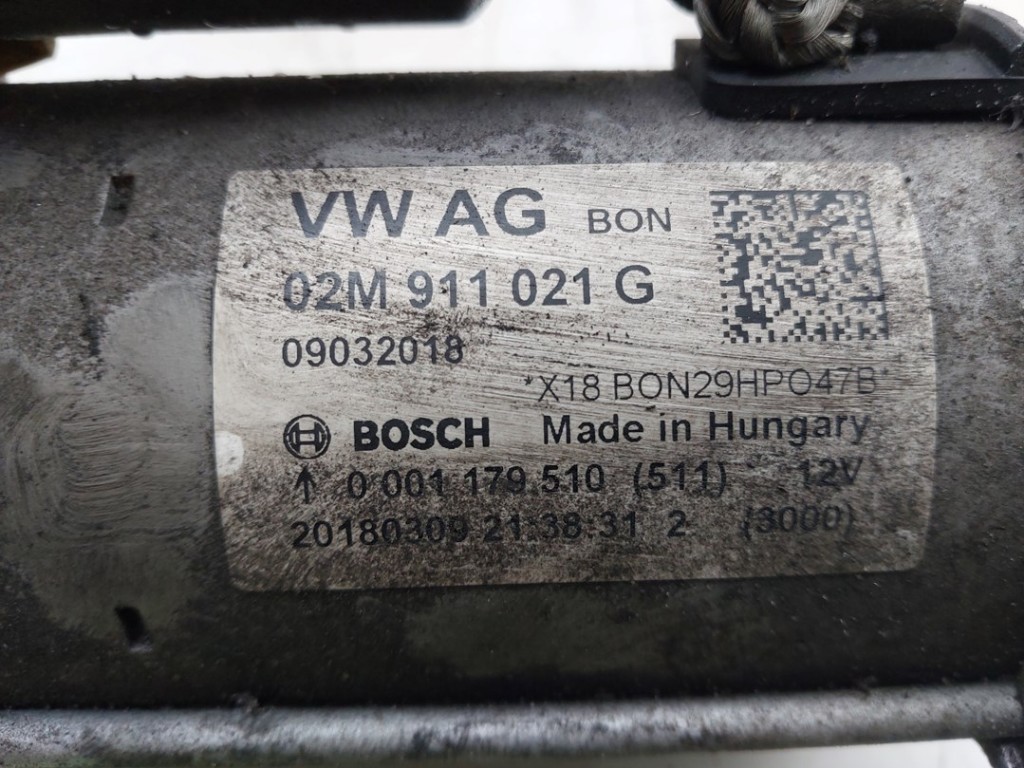 VW AG BON
02M 911 021 G
09032018
*X18 BON29HPO47B*
BOSCH Made in Hungary
↑ 0 001 179 510 (511) 12V
20180309 21:38:31 2 (3000)